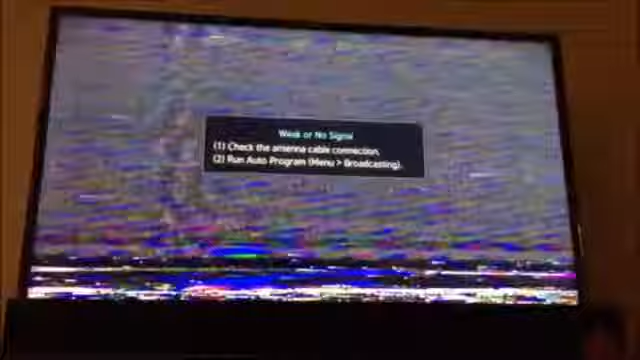 Weak or No Signal
(1) Check the antenna cable connection.
(2) Run Auto Program (Menu > Broadcasting).